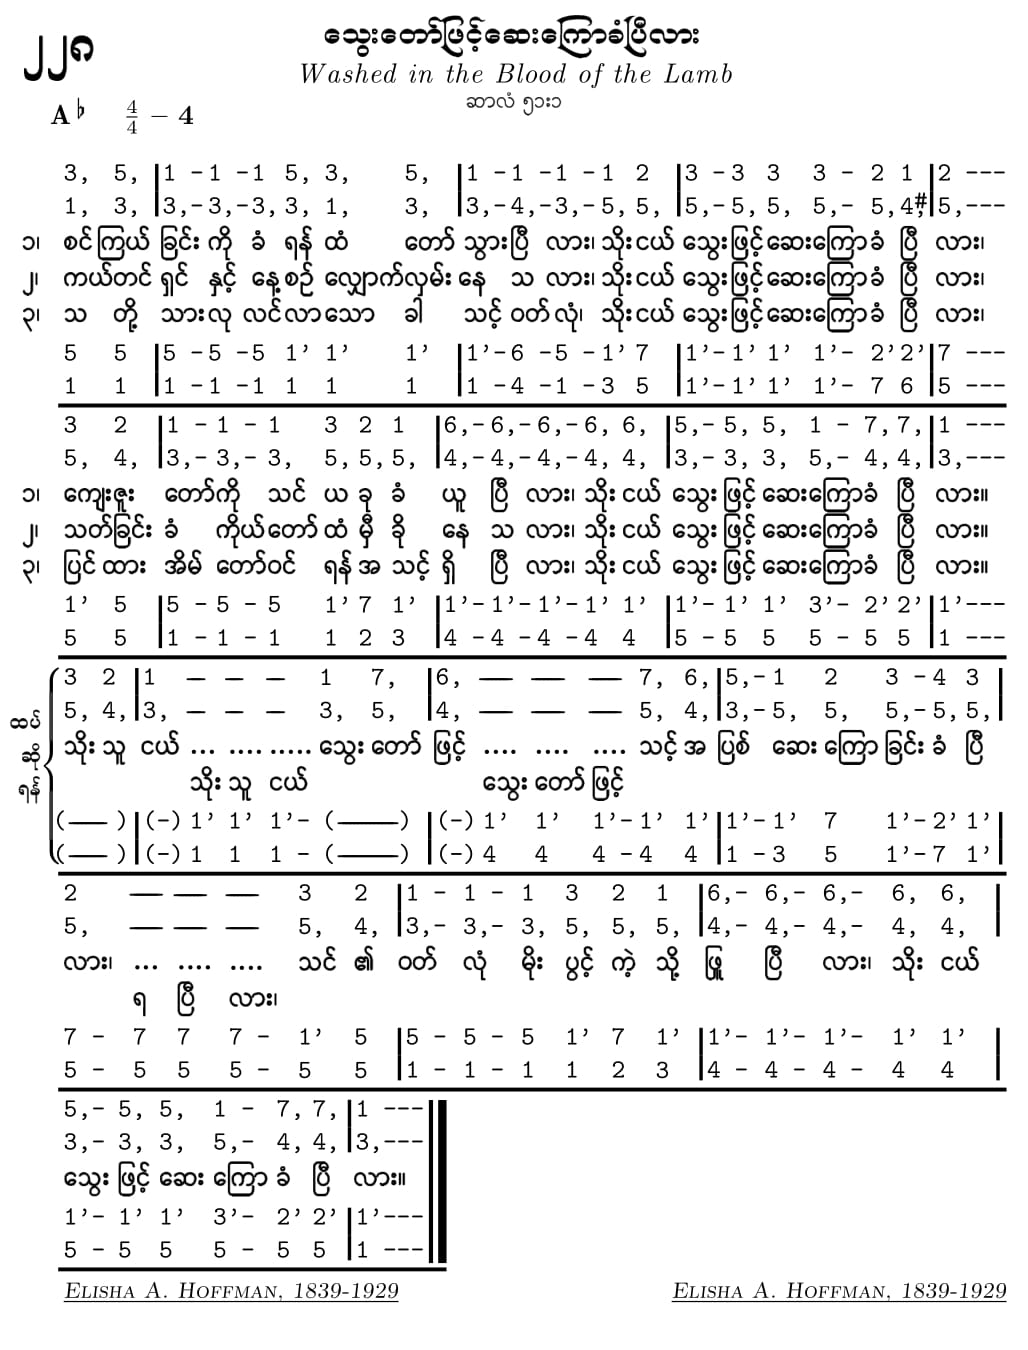 ၂၂၈
သွေးတော်ဖြင့်ဆေးကြောခံပြီလား
Washed in the Blood of the Lamb
ဆာလံ ၅၁း၁
A♭ 4/4 – 4
3, 5, |1 -1 -1 5, 3, 5, |1 -1 -1 -1 2 |3 -3 3 3 - 2 1 |2 ---
1, 3, |3,-3,-3, 3, 1, 3, |3,-4,-3,-5, 5, |5,-5, 5, 5,- 5,4#, |5,---
၁၊ စင်ကြယ် ခြင်း ကို ခံ ရန် ထံ တော် သွားပြီ လား၊ သိုးငယ် သွေးဖြင့်ဆေးကြောခံ ပြီ လား၊
၂၊ ကယ်တင် ရှင် နှင့် နေ့စဉ် လျှောက်လှမ်း နေ သ လား၊ သိုးငယ် သွေးဖြင့်ဆေးကြောခံ ပြီ လား၊
၃၊ သ တို့ သားလု လင်လာသော ခါ သင့် ဝတ်လုံ၊ သိုးငယ် သွေးဖြင့်ဆေးကြောခံ ပြီ လား၊
5 5 |5 -5 -5 1’ 1’ 1’ |1’-6 -5 -1’ 7 |1’-1’ 1’ 1’- 2’2’|7 ---
1 1 |1 -1 -1 1 1 1 |1 -4 -1 -3 5 |1’-1’ 1’ 1’- 7 6 |5 ---
3 2 |1 - 1 - 1 3 2 1 |6,-6,-6,-6, 6, |5,- 5, 5, 1 - 7, 7, |1 ---
5, 4, |3,- 3,- 3, 5, 5, 5, |4,-4,-4,-4, 4, |3,- 3, 3, 5,- 4, 4, |3,---
၁၊ ကျေးဇူး တော်ကို သင် ယ ခု ခံ ယူ ပြီ လား၊ သိုး ငယ် သွေး ဖြင့် ဆေးကြောခံ ပြီ လား။
၂၊ သတ်ခြင်း ခံ ကိုယ်တော် ထံ မှီ ခို နေ သ လား၊ သိုး ငယ် သွေး ဖြင့် ဆေးကြောခံ ပြီ လား။
၃၊ ပြင် ထား အိမ် တော်ဝင် ရန် အ သင့် ရှိ ပြီ လား၊ သိုး ငယ် သွေး ဖြင့် ဆေးကြောခံ ပြီ လား။
1’ 5 |5 - 5 - 5 1’ 7 1’ |1’-1’-1’-1’ 1’ |1’- 1’ 1’ 3’- 2’ 2’ |1’---
5 5 |1 - 1 - 1 1 2 3 |4 -4 -4 -4 4 |5 - 5 5 5 - 5 5 |1 ---
ထပ်
ဆို
ရန်
3 2 |1 — — — 1 7, |6, — — — 7, 6, |5,- 1 2 3 -4 3 |
5, 4, |3, — — — 3, 5, |4, — — — 5, 4, |3,- 5, 5, 5,-5, 5, |
သိုး သူ ငယ် ... .... ..... သွေး တော် ဖြင့် .... .... .... သင့် အ ပြစ် ဆေး ကြော ခြင်း ခံ ပြီ
သိုး သူ ငယ် သွေး တော် ဖြင့်
(—) |(-) 1’ 1’ 1’- (——) |(-) 1’ 1’ 1’-1’ 1’ |1’- 1’ 7 1’-2’ 1’ |
(—) |(-) 1 1 1 - (——) |(-) 4 4 4 -4 4 |1 -3 5 1’-7 1’ |
2 — — — 3 2 |1 - 1 - 1 3 2 1 |6,- 6,- 6,- 6, 6, |
5, — — — 5, 4, |3,- 3,- 3, 5, 5, 5, |4,- 4,- 4,- 4, 4, |
လား၊ ... .... .... သင် ၏ ဝတ် လုံ မိုး ပွင့် ကဲ့ သို့ ဖြူ ပြီ လား၊ သိုး ငယ်
ရ ပြီ လား၊
7 - 7 7 7 - 1’ 5 |5 - 5 - 5 1’ 7 1’ |1’- 1’- 1’- 1’ 1’ |
5 - 5 5 5 - 5 5 |1 - 1 - 1 1 2 3 |4 - 4 - 4 - 4 4 |
5,- 5, 5, 1 - 7, 7, |1 ---
3,- 3, 3, 5,- 4, 4, |3,---
သွေး ဖြင့် ဆေး ကြော ခံ ပြီ လား။
1’- 1’ 1’ 3’- 2’ 2’ |1’---
5 - 5 5 5 - 5 5 |1 ---
ELISHA A. HOFFMAN, 1839-1929 ELISHA A. HOFFMAN, 1839-1929